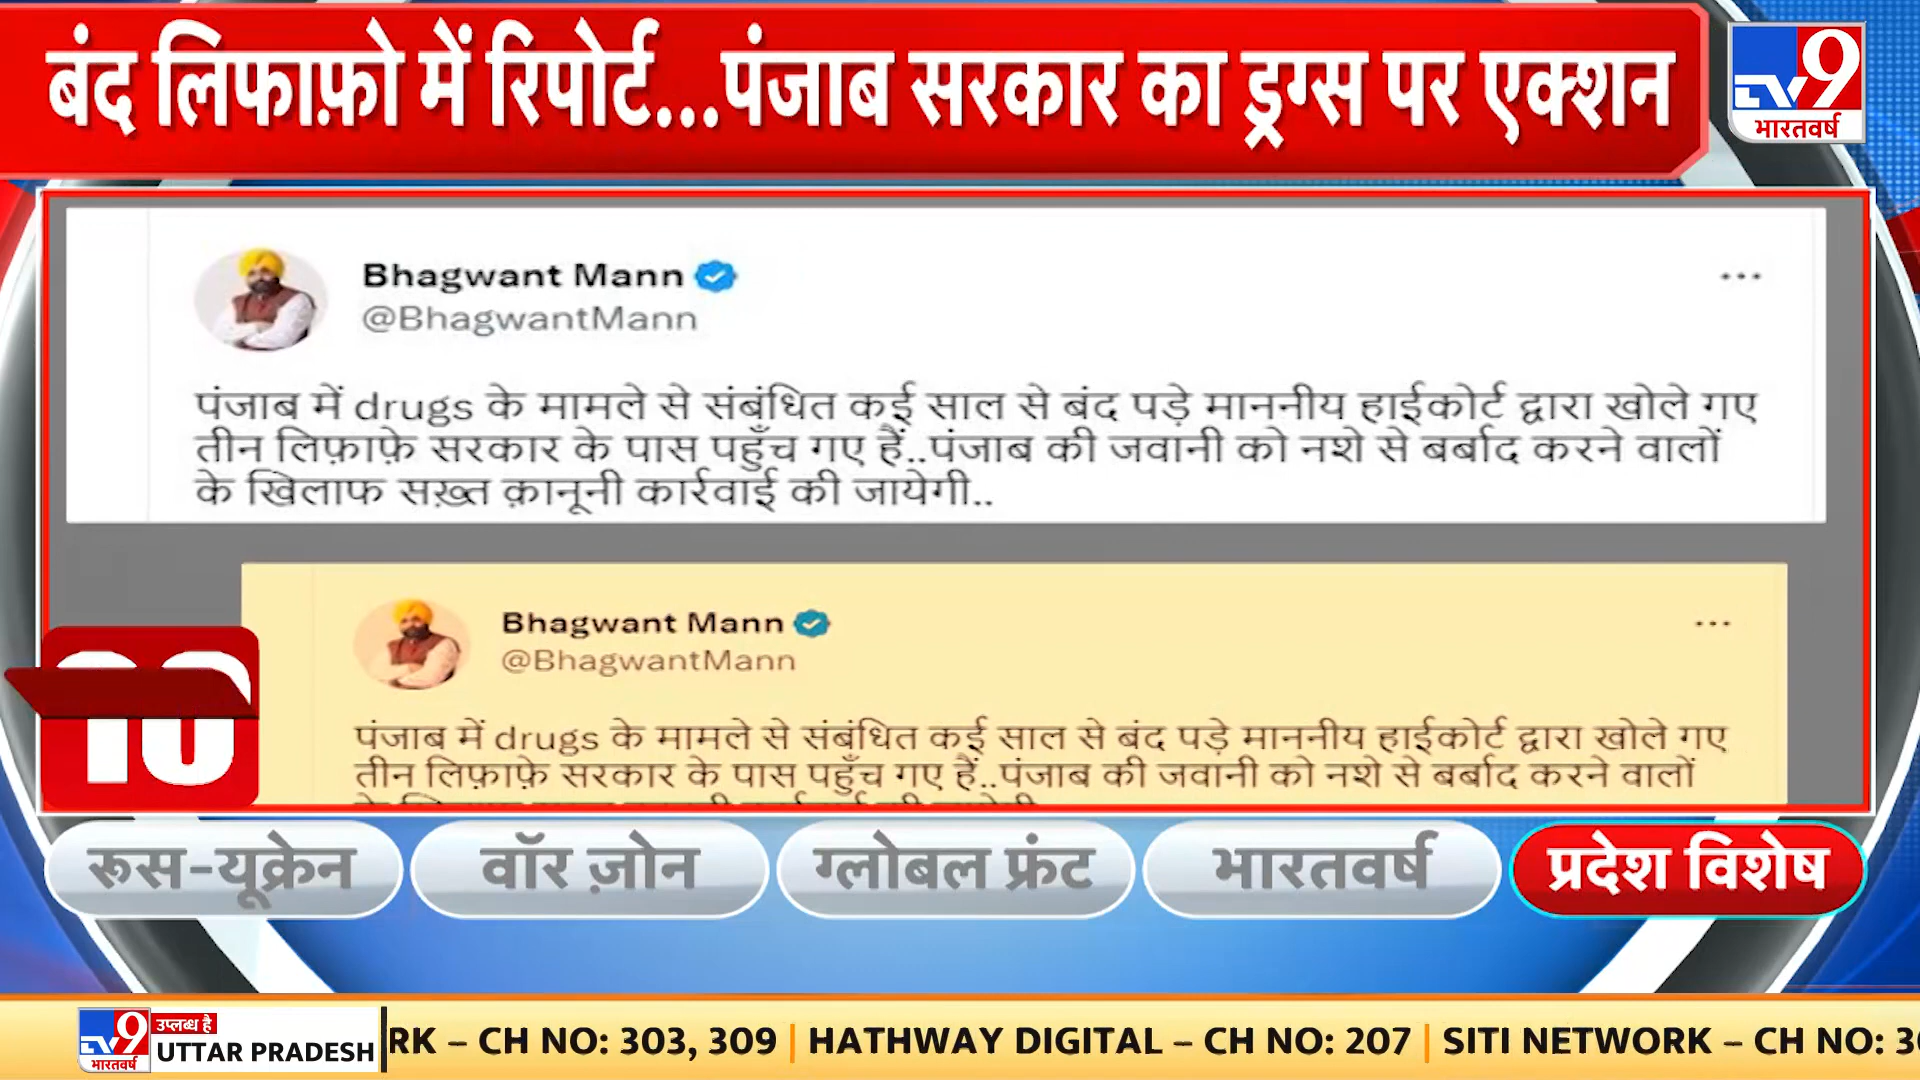 बंद लिफाफ़ो में रिपोर्ट...पंजाब सरकार का ड्रग्स पर एक्शन
TV9
भारतवर्ष
Bhagwant Mann
@BhagwantMann
पंजाब में drugs के मामले से संबंधित कई साल से बंद पड़े माननीय हाईकोर्ट द्वारा खोले गए
तीन लिफ़ाफ़े सरकार के पास पहुँच गए हैं..पंजाब की जवानी को नशे से बर्बाद करने वालों
के खिलाफ सख़्त क़ानूनी कार्रवाई की जायेगी..
Bhagwant Mann
@BhagwantMann
पंजाब में drugs के मामले से संबंधित कई साल से बंद पड़े माननीय हाईकोर्ट द्वारा खोले गए
तीन लिफ़ाफ़े सरकार के पास पहुँच गए हैं..पंजाब की जवानी को नशे से बर्बाद करने वालों
रूस-यूक्रेन
वॉर ज़ोन
ग्लोबल फ्रंट
भारतवर्ष
प्रदेश विशेष
TV9
भारतवर्ष
उप्लब्ध है
UTTAR PRADESH
RK – CH NO: 303, 309 | HATHWAY DIGITAL – CH NO: 207 | SITI NETWORK – CH NO: